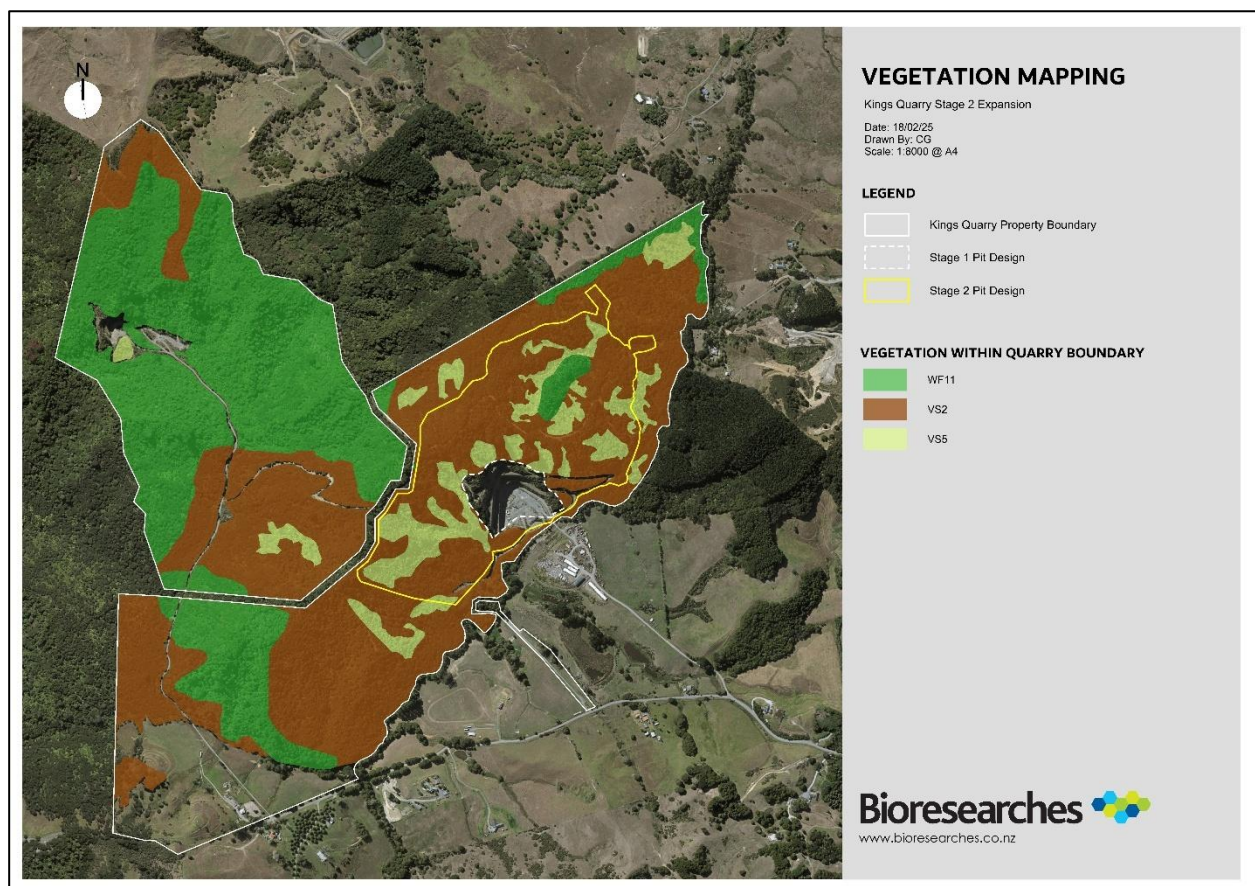 N
VEGETATION MAPPING
Kings Quarry Stage 2 Expansion
Date: 18/02/25
Drawn By: CG
Scale: 1:8000 @ A4
LEGEND
Kings Quarry Property Boundary
Stage 1 Pit Design
Stage 2 Pit Design
VEGETATION WITHIN QUARRY BOUNDARY
WF11
VS2
VS5
Bioresearches
www.bioresearches.co.nz